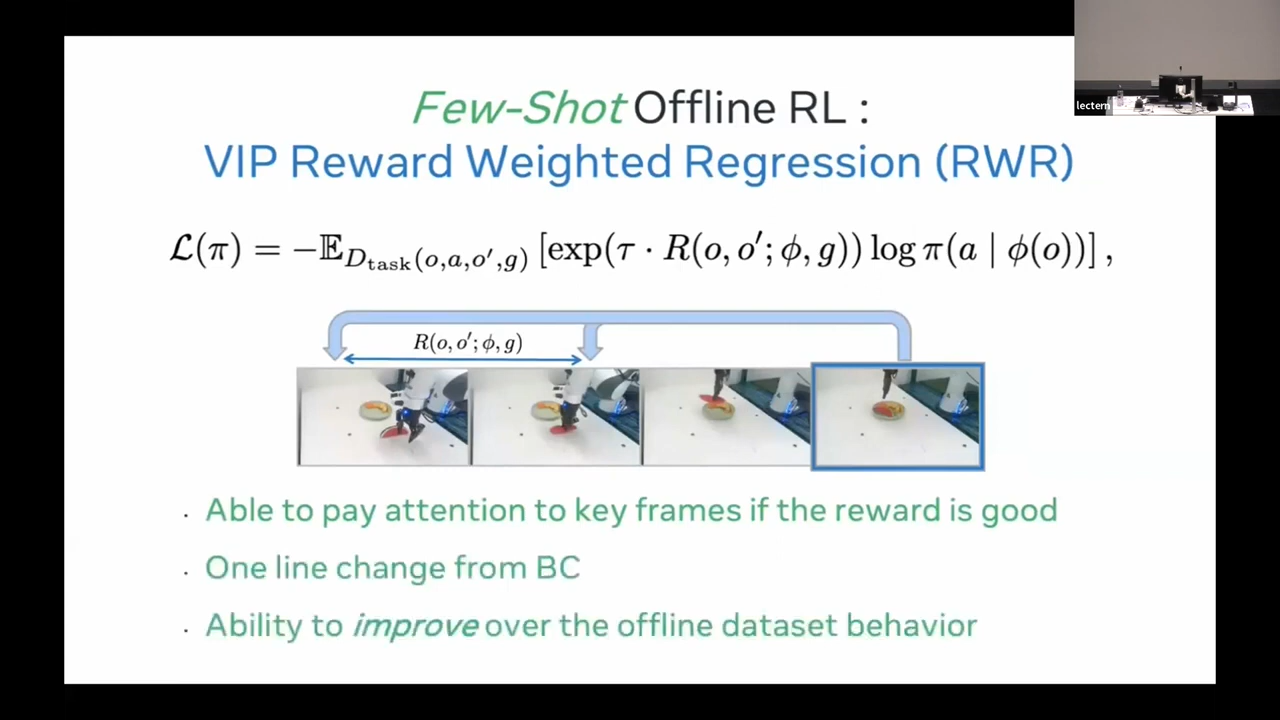 lectern
Few-Shot Offline RL :
VIP Reward Weighted Regression (RWR)
𝓛(π) = −𝔼_{D_task(o,a,o′,g)} [exp(τ · R(o, o′; ϕ, g)) log π(a | ϕ(o))] ,
R(o, o′; ϕ, g)
· Able to pay attention to key frames if the reward is good
· One line change from BC
· Ability to improve over the offline dataset behavior